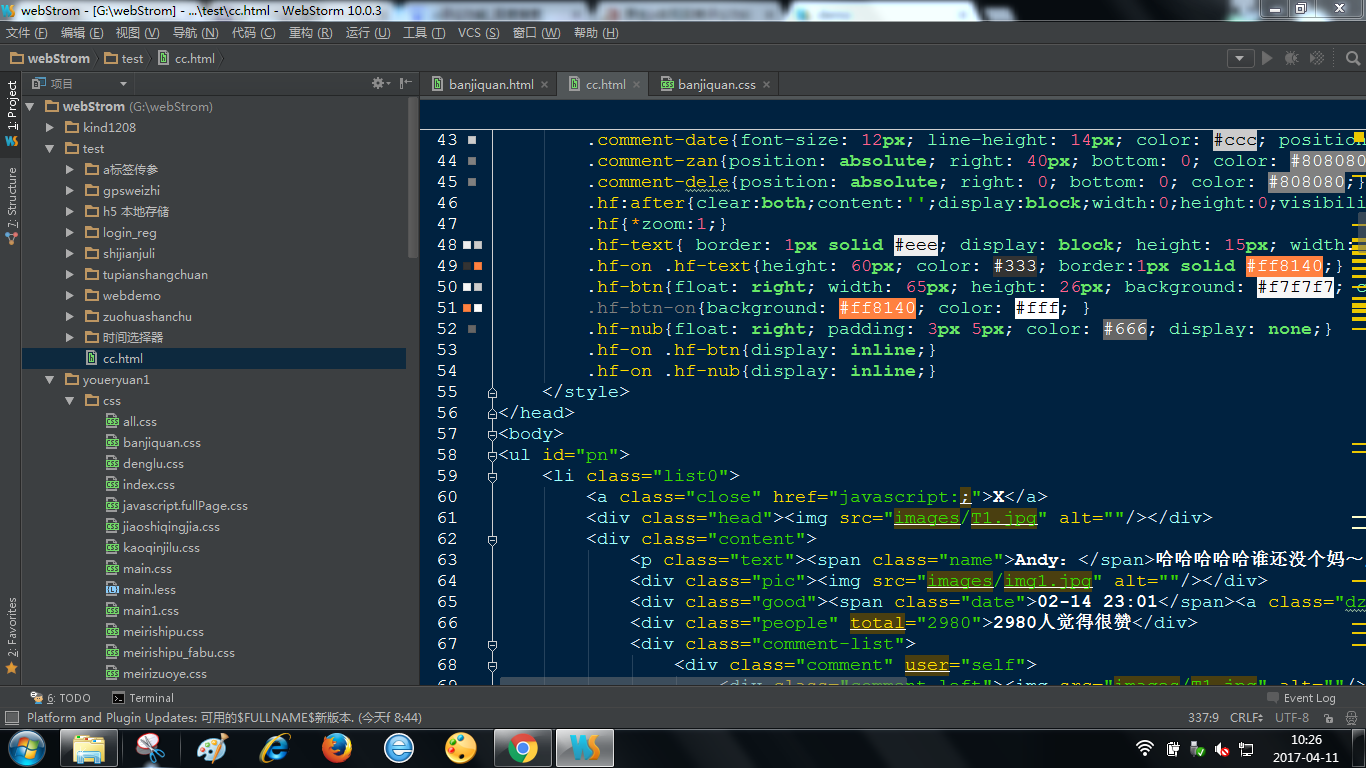 webStrom - [G:\webStrom] - ...\test\cc.html - WebStorm 10.0.3
文件 (F) 编辑 (E) 视图 (V) 导航 (N) 代码 (C) 重构 (R) 运行 (U) 工具 (T) VCS (S) 窗口 (W) 帮助 (H)
webStrom test cc.html
项目
banjiquan.html cc.html banjiquan.css
1: Project
7: Structure
2: Favorites
webStrom (G:\webStrom)
kind1208
test
a标签传参
gpsweizhi
h5 本地存储
login_reg
shijianjuli
tupianshangchuan
webdemo
zuohuashanchu
时间选择器
cc.html
youeryuan1
css
all.css
banjiquan.css
denglu.css
index.css
javascript.fullPage.css
jiaoshiqingjia.css
kaoqinjilu.css
main.css
main.less
main1.css
meirishipu.css
meirishipu_fabu.css
meirizuoye.css
43 .comment-date{font-size: 12px; line-height: 14px; color: #ccc; position
44 .comment-zan{position: absolute; right: 40px; bottom: 0; color: #808080
45 .comment-dele{position: absolute; right: 0; bottom: 0; color: #808080;}
46 .hf:after{clear:both;content:'';display:block;width:0;height:0;visibili
47 .hf{*zoom:1;}
48 .hf-text{ border: 1px solid #eee; display: block; height: 15px; width:
49 .hf-on .hf-text{height: 60px; color: #333; border:1px solid #ff8140;}
50 .hf-btn{float: right; width: 65px; height: 26px; background: #f7f7f7; c
51 .hf-btn-on{background: #ff8140; color: #fff; }
52 .hf-nub{float: right; padding: 3px 5px; color: #666; display: none;}
53 .hf-on .hf-btn{display: inline;}
54 .hf-on .hf-nub{display: inline;}
55 </style>
56 </head>
57 <body>
58 <ul id="pn">
59 <li class="list0">
60 <a class="close" href="javascript:;">X</a>
61 <div class="head"><img src="images/T1.jpg" alt=""/></div>
62 <div class="content">
63 <p class="text"><span class="name">Andy：</span>哈哈哈哈哈谁还没个妈～
64 <div class="pic"><img src="images/img1.jpg" alt=""/></div>
65 <div class="good"><span class="date">02-14 23:01</span><a class="dz
66 <div class="people" total="2980">2980人觉得很赞</div>
67 <div class="comment-list">
68 <div class="comment" user="self">
69 <div class="comment-left"><img src="images/T1.jpg" alt=""/>
6: TODO Terminal Event Log
Platform and Plugin Updates: 可用的$FULLNAME$新版本. (今天f 8:44) 337:9 CRLF UTF-8
10:26
2017-04-11